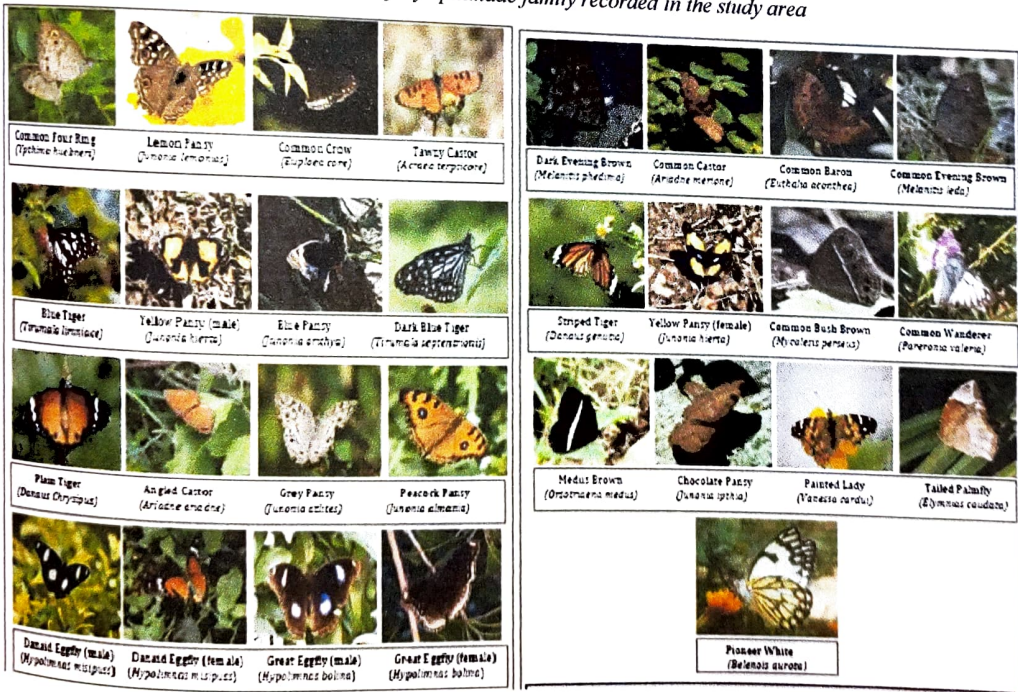 family recorded in the study area
Common Four Ring
(Ypthima huebneri)
Lemon Pansy
(Junonia lemonias)
Common Crow
(Euploea core)
Tawny Castor
(Acraea terpsicore)
Blue Tiger
(Tirumala limniace)
Yellow Pansy (male)
(Junonia hierta)
Blue Pansy
(Junonia orithya)
Dark Blue Tiger
(Tirumala septentrionis)
Plain Tiger
(Danaus Chrysipus)
Angled Castor
(Ariadne ariadne)
Grey Pansy
(Junonia atlites)
Peacock Pansy
(Junonia almania)
Danaid Eggfly (male)
(Hypolimnas misipuss)
Danaid Eggfly (female)
(Hypolimnas misipuss)
Great Eggfly (male)
(Hypolimnas bolina)
Great Eggfly (female)
(Hypolimnas bolina)
Dark Evening Brown
(Melanitis phedima)
Common Castor
(Ariadne merione)
Common Baron
(Euthalia aconthea)
Common Evening Brown
(Melanitis leda)
Striped Tiger
(Danaus genutia)
Yellow Pansy (female)
(Junonia hierta)
Common Bush Brown
(Mycalesis perseus)
Common Wanderer
(Pareronia valeria)
Medus Brown
(Orsotriaena medus)
Chocolate Pansy
(Junonia iphia)
Painted Lady
(Vanessa cardui)
Tailed Palmfly
(Elymnias caudata)
Pioneer White
(Belenois aurota)